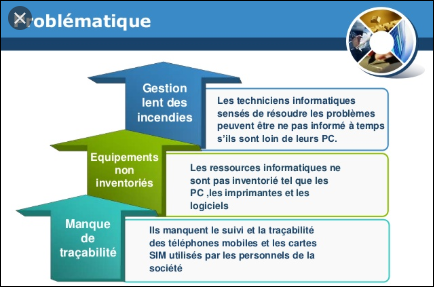 roblématique
Gestion
lent des
incendies
Les techniciens informatiques
sensés de résoudre les problèmes
peuvent être ne pas informé à temps
s'ils sont loin de leurs PC.
Equipements
non
inventoriés
Les ressources informatiques ne
sont pas inventorié tel que les
PC ,les imprimantes et les
logiciels
Manque
de
traçabilité
Ils manquent le suivi et la traçabilité
des téléphones mobiles et les cartes
SIM utilisés par les personnels de la
société